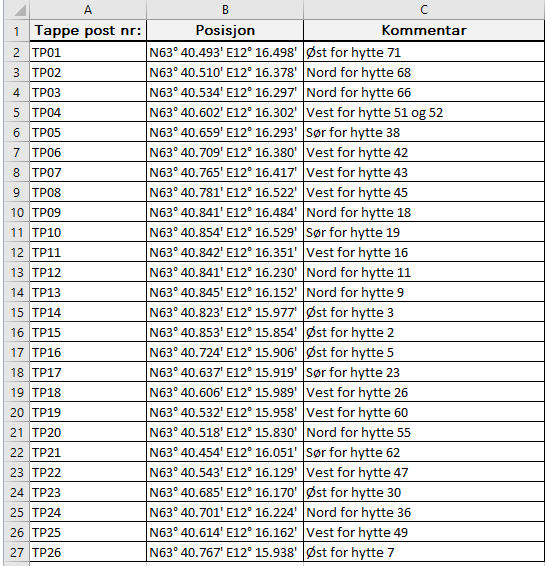 A B C
1 Tappe post nr: Posisjon Kommentar
2 TP01 N63° 40.493' E12° 16.498' Øst for hytte 71
3 TP02 N63° 40.510' E12° 16.378' Nord for hytte 68
4 TP03 N63° 40.534' E12° 16.297' Nord for hytte 66
5 TP04 N63° 40.602' E12° 16.302' Vest for hytte 51 og 52
6 TP05 N63° 40.659' E12° 16.293' Sør for hytte 38
7 TP06 N63° 40.709' E12° 16.380' Vest for hytte 42
8 TP07 N63° 40.765' E12° 16.417' Vest for hytte 43
9 TP08 N63° 40.781' E12° 16.522' Vest for hytte 45
10 TP09 N63° 40.841' E12° 16.484' Nord for hytte 18
11 TP10 N63° 40.854' E12° 16.529' Sør for hytte 19
12 TP11 N63° 40.842' E12° 16.351' Vest for hytte 16
13 TP12 N63° 40.841' E12° 16.230' Nord for hytte 11
14 TP13 N63° 40.845' E12° 16.152' Nord for hytte 9
15 TP14 N63° 40.823' E12° 15.977' Øst for hytte 3
16 TP15 N63° 40.853' E12° 15.854' Øst for hytte 2
17 TP16 N63° 40.724' E12° 15.906' Øst for hytte 5
18 TP17 N63° 40.637' E12° 15.919' Sør for hytte 23
19 TP18 N63° 40.606' E12° 15.989' Vest for hytte 26
20 TP19 N63° 40.532' E12° 15.958' Vest for hytte 60
21 TP20 N63° 40.518' E12° 15.830' Nord for hytte 55
22 TP21 N63° 40.454' E12° 16.051' Sør for hytte 62
23 TP22 N63° 40.543' E12° 16.129' Vest for hytte 47
24 TP23 N63° 40.685' E12° 16.170' Øst for hytte 30
25 TP24 N63° 40.701' E12° 16.224' Nord for hytte 36
26 TP25 N63° 40.614' E12° 16.162' Vest for hytte 49
27 TP26 N63° 40.767' E12° 15.938' Øst for hytte 7